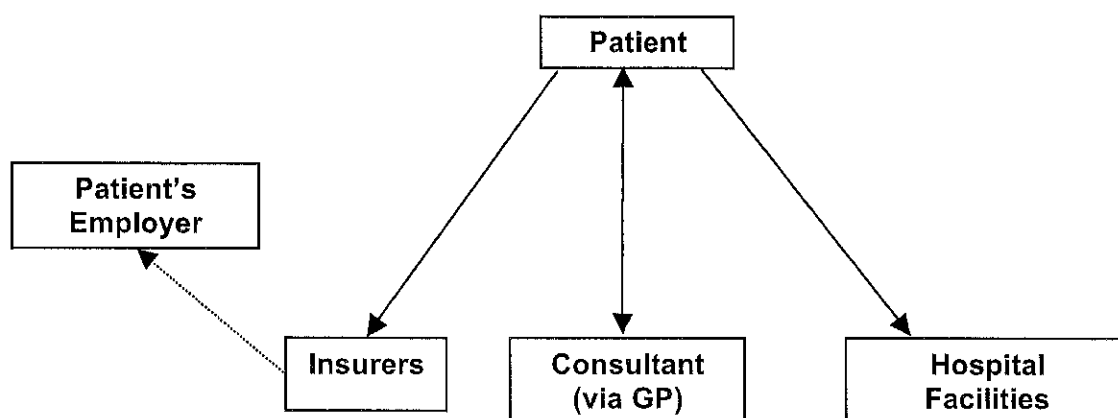 Patient
Patient's
Employer
Insurers
Consultant
(via GP)
Hospital
Facilities